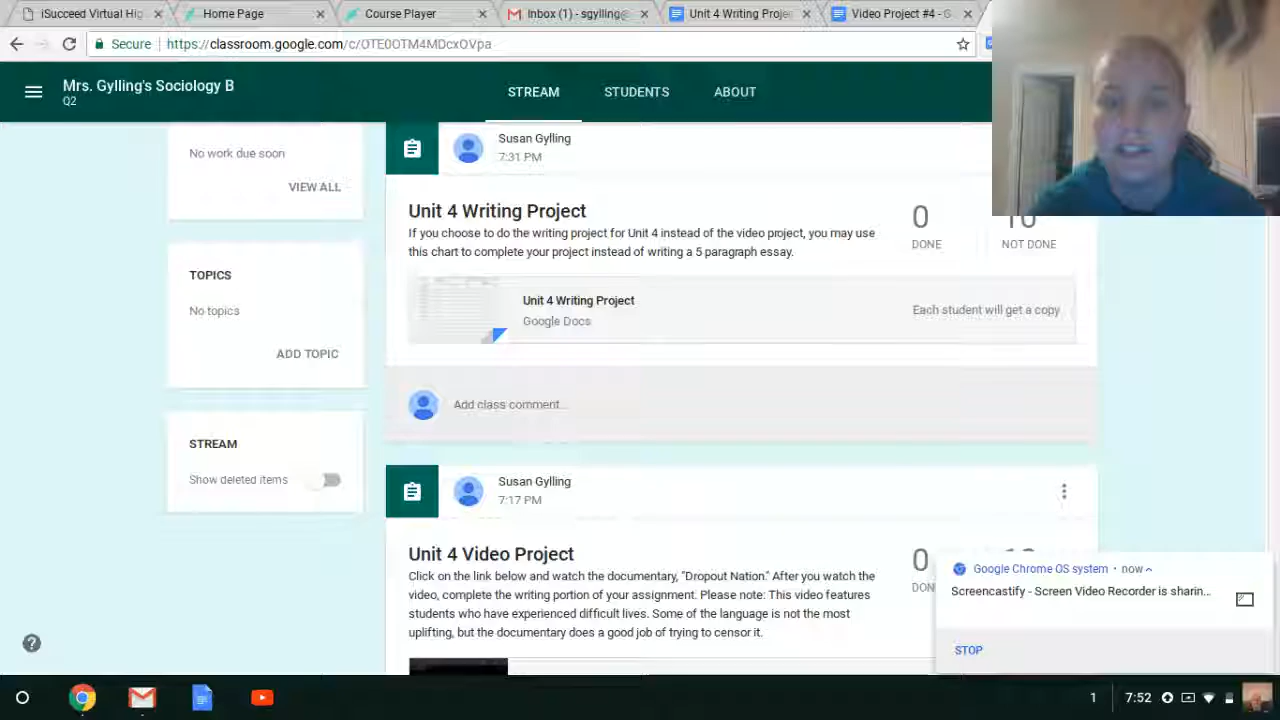 iSucceed Virtual Hig
Home Page
Course Player
Inbox (1) - sgylling@
Unit 4 Writing Projec
Video Project #4 - G
Secure https://classroom.google.com/c/OTE0OTM4MDcxOVpa
Mrs. Gylling's Sociology B
Q2
STREAM
STUDENTS
ABOUT
No work due soon
VIEW ALL
TOPICS
No topics
ADD TOPIC
STREAM
Show deleted items
Susan Gylling
7:31 PM
Unit 4 Writing Project
If you choose to do the writing project for Unit 4 instead of the video project, you may use
this chart to complete your project instead of writing a 5 paragraph essay.
0
DONE
10
NOT DONE
Unit 4 Writing Project
Google Docs
Each student will get a copy
Add class comment...
Susan Gylling
7:17 PM
Unit 4 Video Project
Click on the link below and watch the documentary, "Dropout Nation." After you watch the
video, complete the writing portion of your assignment. Please note: This video features
students who have experienced difficult lives. Some of the language is not the most
uplifting, but the documentary does a good job of trying to censor it.
0
DON
Google Chrome OS system · now
Screencastify - Screen Video Recorder is sharin...
STOP
1
7:52